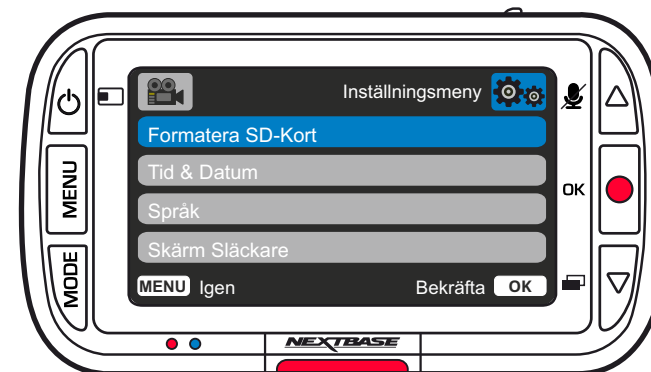 Inställningsmeny
Formatera SD-Kort
Tid & Datum
Språk
Skärm Släckare
MENU Igen Bekräfta OK
MENU
MODE
OK
NEXTBASE